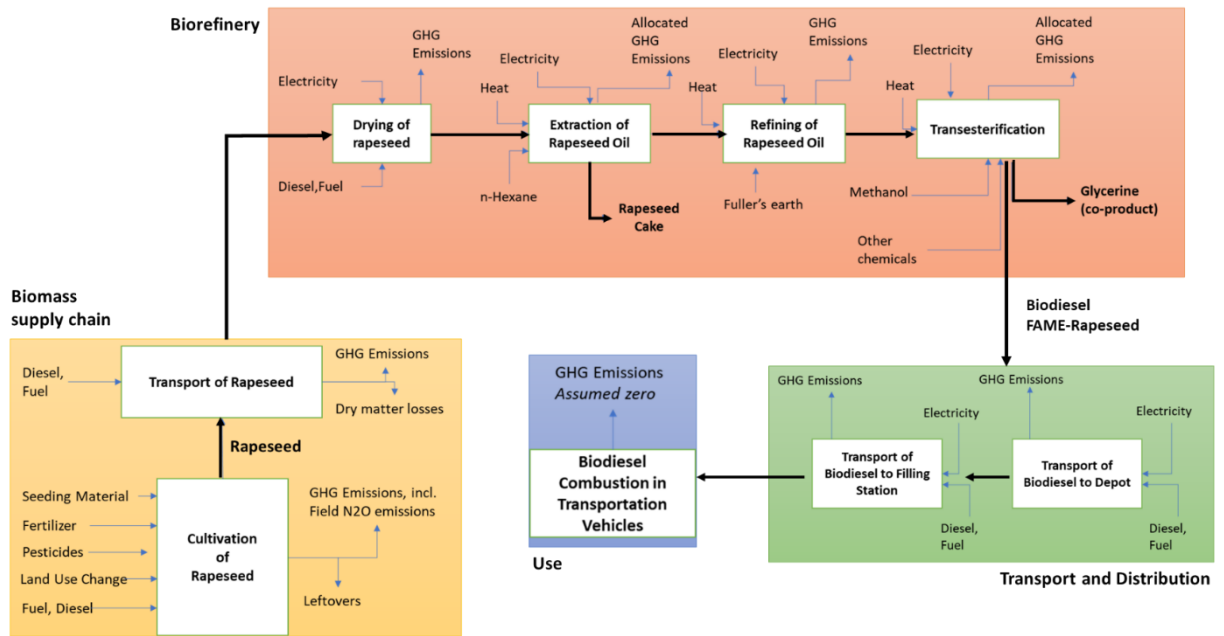 Biorefinery
GHG
Emissions
Electricity
Drying of
rapeseed
Diesel,Fuel
Electricity
Allocated
GHG
Emissions
Heat
Extraction of
Rapeseed Oil
n-Hexane
Rapeseed
Cake
Electricity
GHG
Emissions
Heat
Refining of
Rapeseed Oil
Fuller's earth
Electricity
Allocated
GHG
Emissions
Heat
Transesterification
Methanol
Other
chemicals
Glycerine
(co-product)
Biodiesel
FAME-Rapeseed
Biomass
supply chain
Diesel,
Fuel
Transport of Rapeseed
GHG Emissions
Dry matter losses
Rapeseed
Seeding Material
Fertilizer
Pesticides
Land Use Change
Fuel, Diesel
Cultivation
of
Rapeseed
GHG Emissions, incl.
Field N2O emissions
Leftovers
GHG Emissions
Assumed zero
Biodiesel
Combustion in
Transportation
Vehicles
Use
GHG Emissions
Electricity
Transport of
Biodiesel to Filling
Station
Diesel,
Fuel
GHG Emissions
Electricity
Transport of
Biodiesel to Depot
Diesel,
Fuel
Transport and Distribution